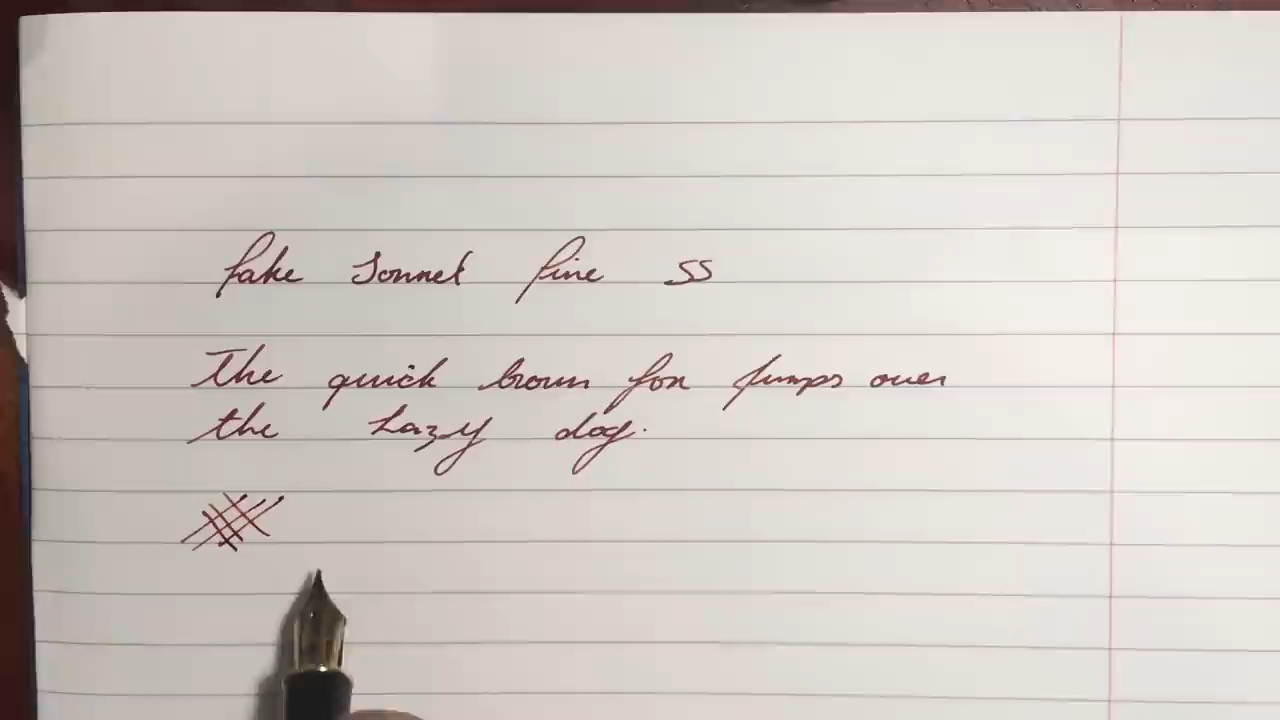 fake Sonnet fine SS
The quick brown fox jumps over
the Lazy dog.